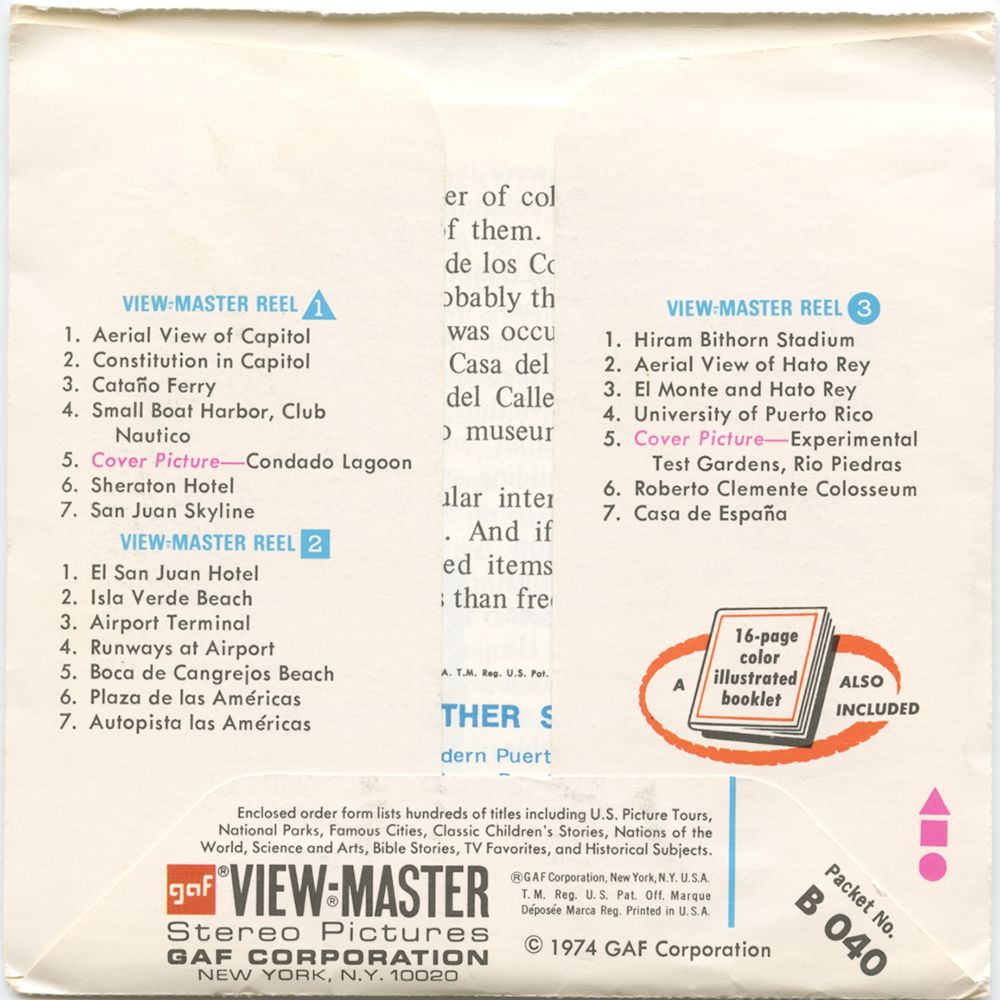 er of col
f them.
de los Co
obably th
was occu
Casa del
del Calle
o museum
ular inter
. And if
ed items
s than free
A. T.M. Reg. U.S. Pat.
THER S
dern Puert
VIEW-MASTER REEL 1
1. Aerial View of Capitol
2. Constitution in Capitol
3. Cataño Ferry
4. Small Boat Harbor, Club
Nautico
5. Cover Picture—Condado Lagoon
6. Sheraton Hotel
7. San Juan Skyline
VIEW-MASTER REEL 2
1. El San Juan Hotel
2. Isla Verde Beach
3. Airport Terminal
4. Runways at Airport
5. Boca de Cangrejos Beach
6. Plaza de las Américas
7. Autopista las Américas
VIEW-MASTER REEL 3
1. Hiram Bithorn Stadium
2. Aerial View of Hato Rey
3. El Monte and Hato Rey
4. University of Puerto Rico
5. Cover Picture—Experimental
Test Gardens, Rio Piedras
6. Roberto Clemente Colosseum
7. Casa de España
A
16-page
color
illustrated
booklet
ALSO
INCLUDED
Enclosed order form lists hundreds of titles including U.S. Picture Tours,
National Parks, Famous Cities, Classic Children's Stories, Nations of the
World, Science and Arts, Bible Stories, TV Favorites, and Historical Subjects.
gaf® VIEW-MASTER®
Stereo Pictures
GAF CORPORATION
NEW YORK, N.Y. 10020
®GAF Corporation, New York, N.Y. U.S.A.
T. M. Reg. U.S. Pat. Off. Marque
Déposée Marca Reg. Printed in U.S.A.
© 1974 GAF Corporation
Packet No.
B 040